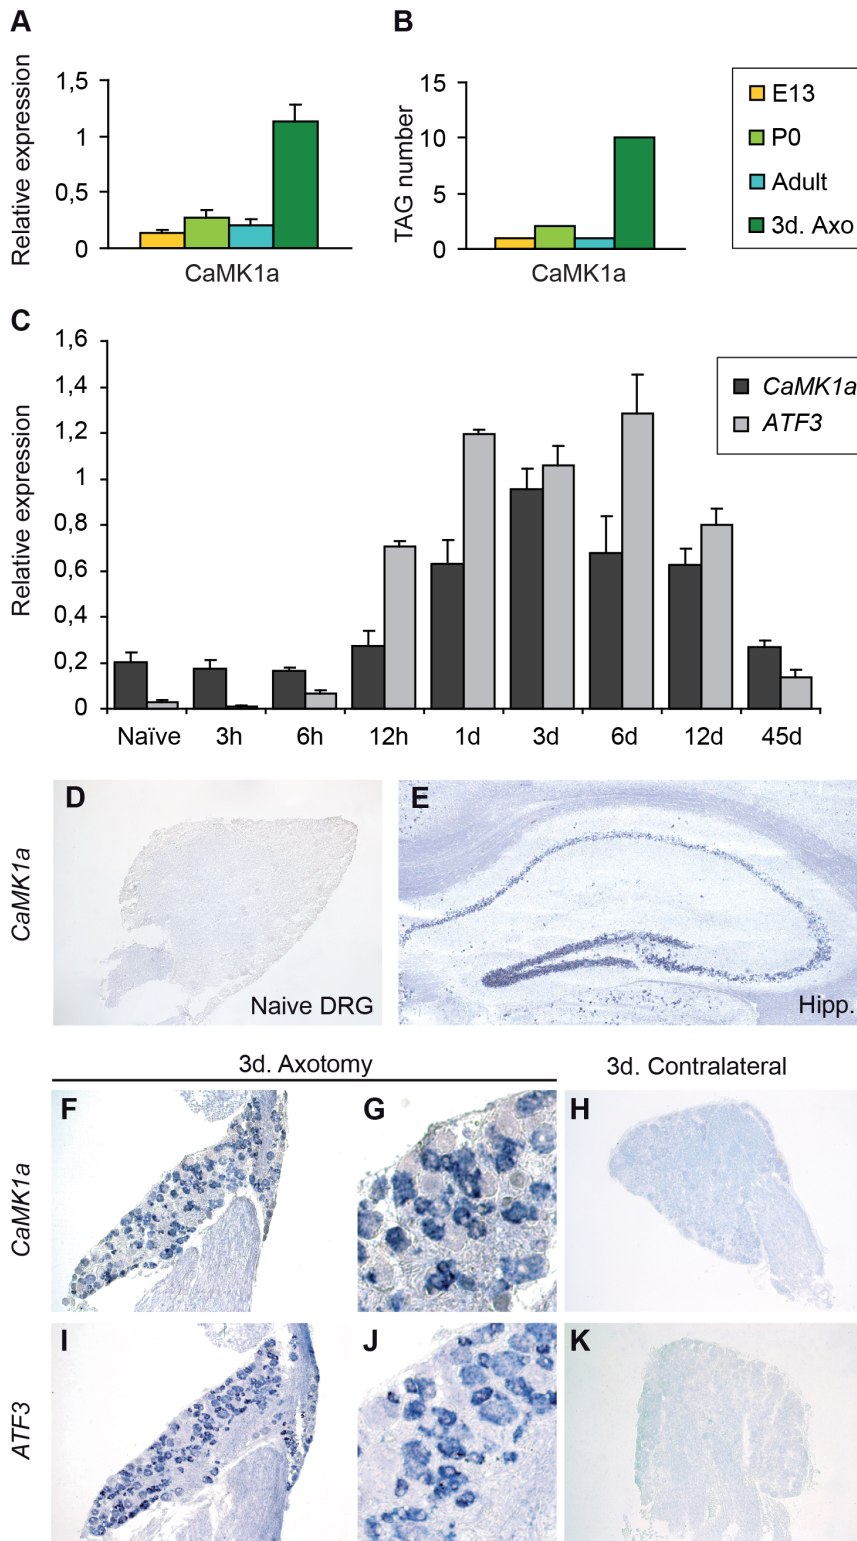 A
Relative expression
1,5
1
0,5
0
CaMK1a
B
TAG number
15
10
5
0
CaMK1a
E13
P0
Adult
3d. Axo
C
Relative expression
1,6
1,4
1,2
1
0,8
0,6
0,4
0,2
0
CaMK1a
ATF3
Naïve 3h 6h 12h 1d 3d 6d 12d 45d
CaMK1a
D
Naive DRG
E
Hipp.
3d. Axotomy
3d. Contralateral
CaMK1a
F
G
H
ATF3
I
J
K